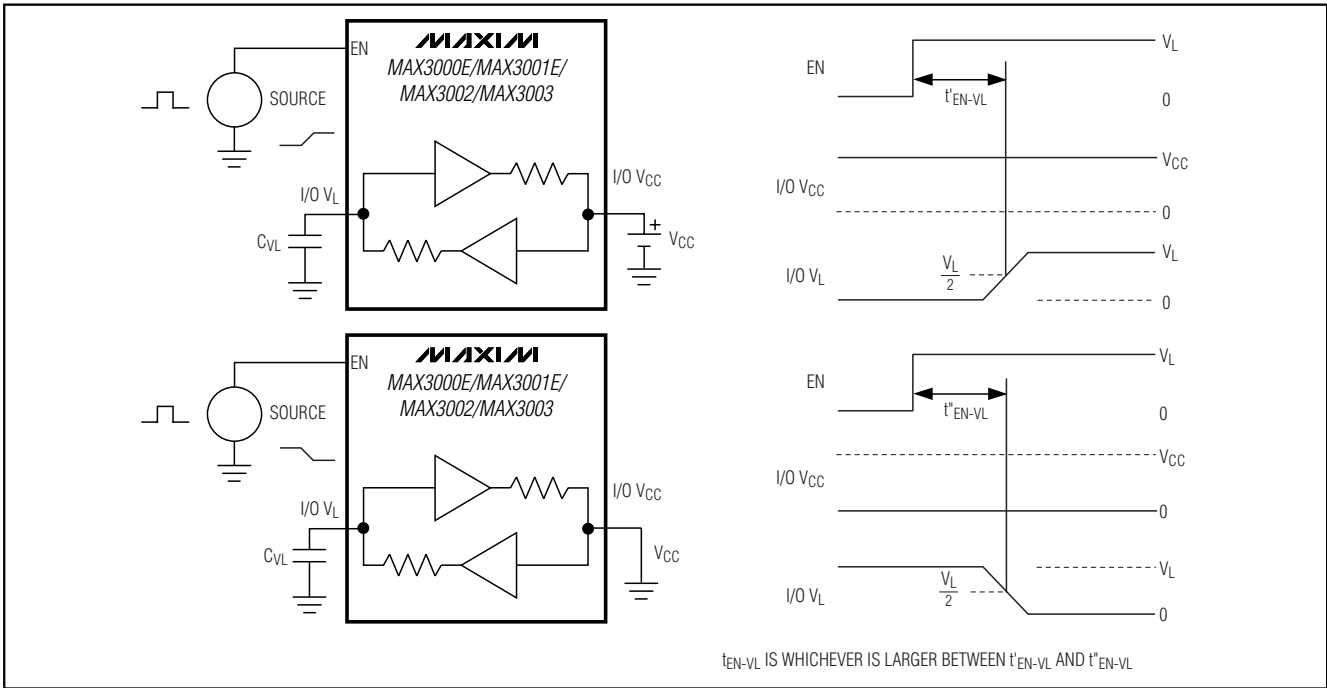 EN
MAXIM
MAX3000E/MAX3001E/
MAX3002/MAX3003
SOURCE
I/O VL
I/O VCC
CVL
+
VCC
EN
VL
t'EN-VL
0
I/O VCC
VCC
0
I/O VL
VL
VL
2
0
EN
MAXIM
MAX3000E/MAX3001E/
MAX3002/MAX3003
SOURCE
I/O VL
I/O VCC
CVL
VCC
EN
VL
t"EN-VL
0
I/O VCC
VCC
0
I/O VL
VL
VL
2
0
tEN-VL IS WHICHEVER IS LARGER BETWEEN t'EN-VL AND t"EN-VL